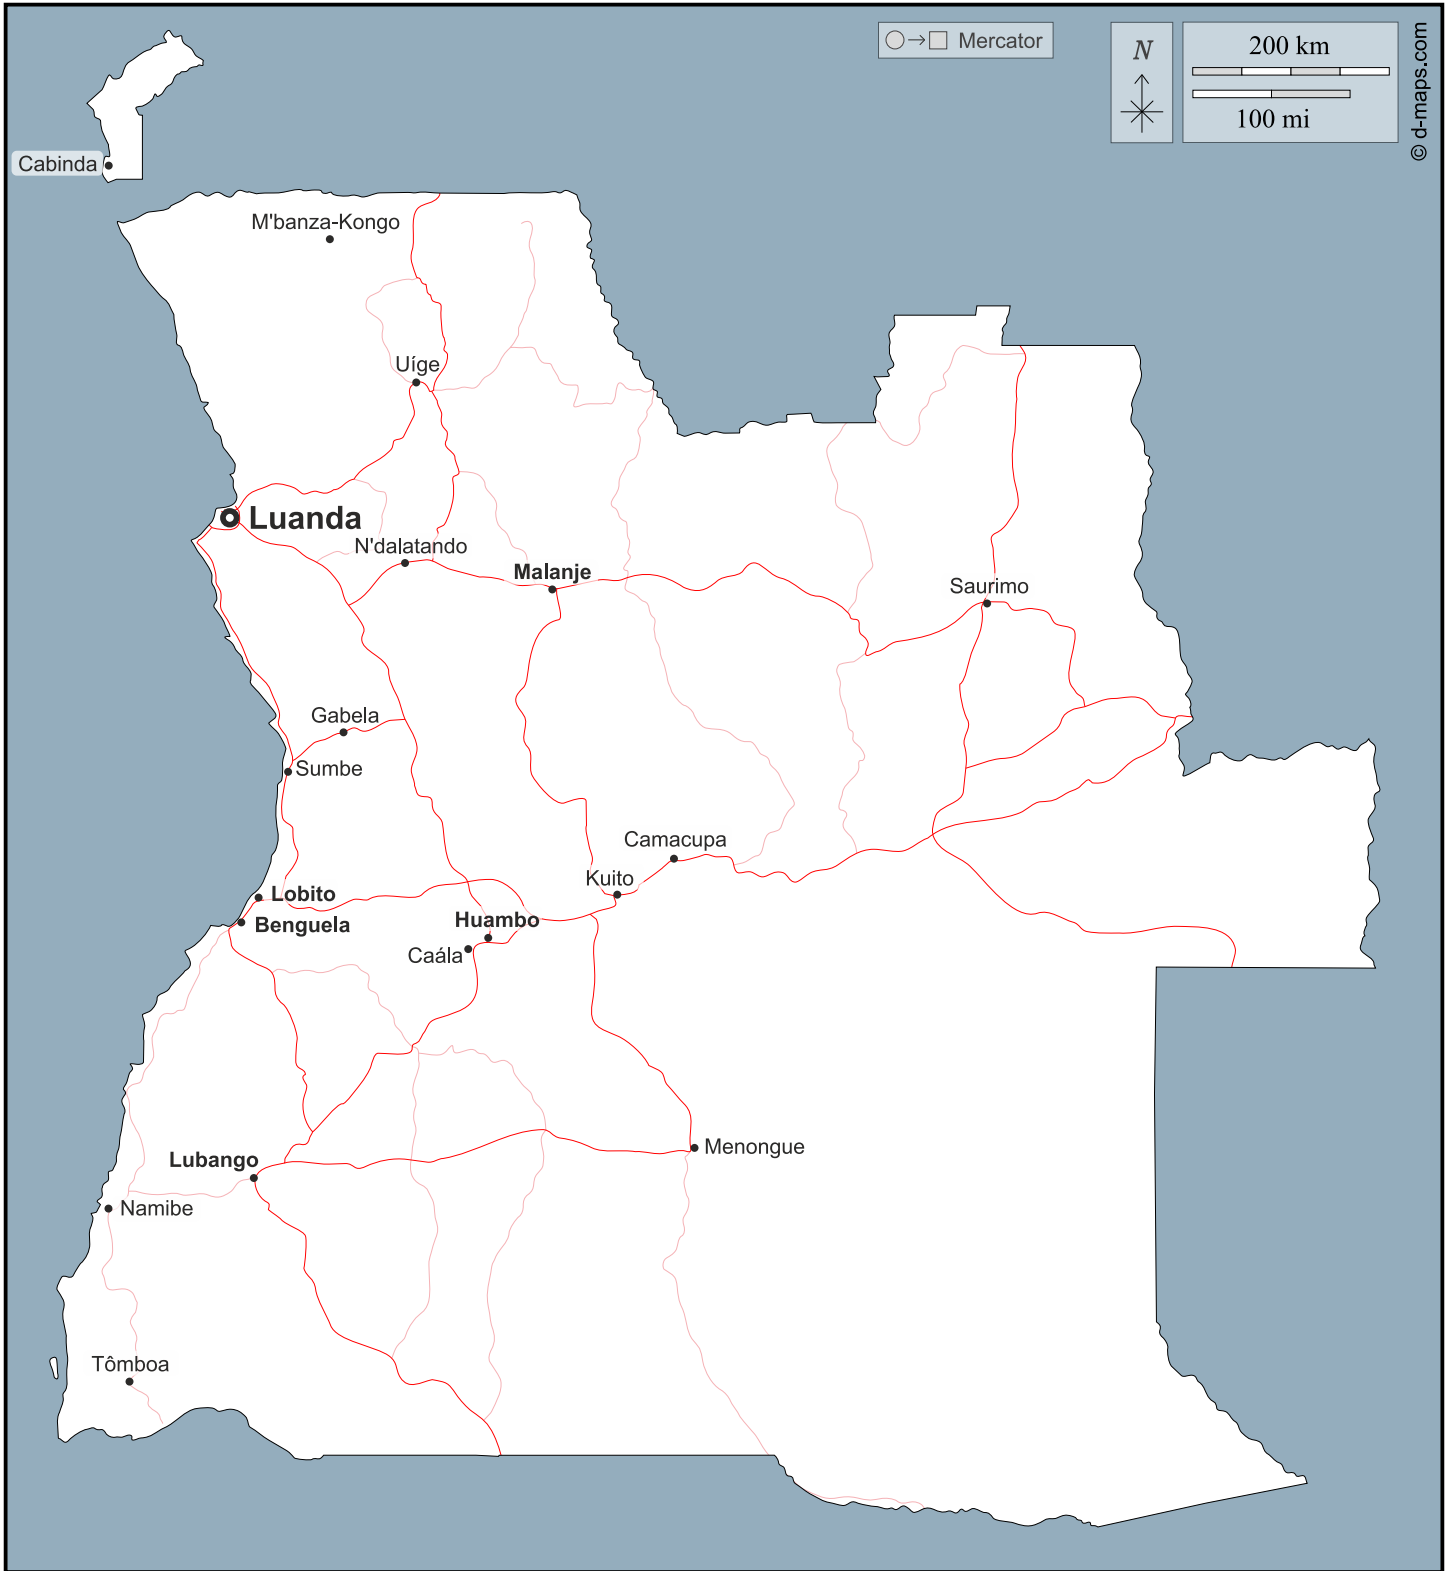 Mercator
N
200 km
100 mi
© d-maps.com
Cabinda
M'banza-Kongo
Uíge
Luanda
N'dalatando
Malanje
Saurimo
Gabela
Sumbe
Camacupa
Kuito
Lobito
Benguela
Huambo
Caála
Menongue
Lubango
Namibe
Tômboa